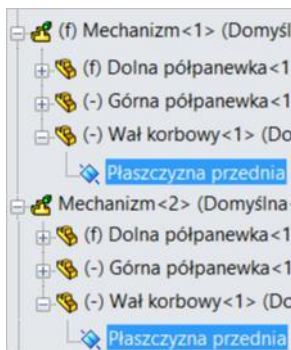 (f) Mechanizm<1> (Domyśl
(f) Dolna półpanewka<1
(-) Górna półpanewka<1
(-) Wał korbowy<1> (Do
Płaszczyzna przednia
Mechanizm<2> (Domyślna
(f) Dolna półpanewka<1
(-) Górna półpanewka<1
(-) Wał korbowy<1> (Do
Płaszczyzna przednia